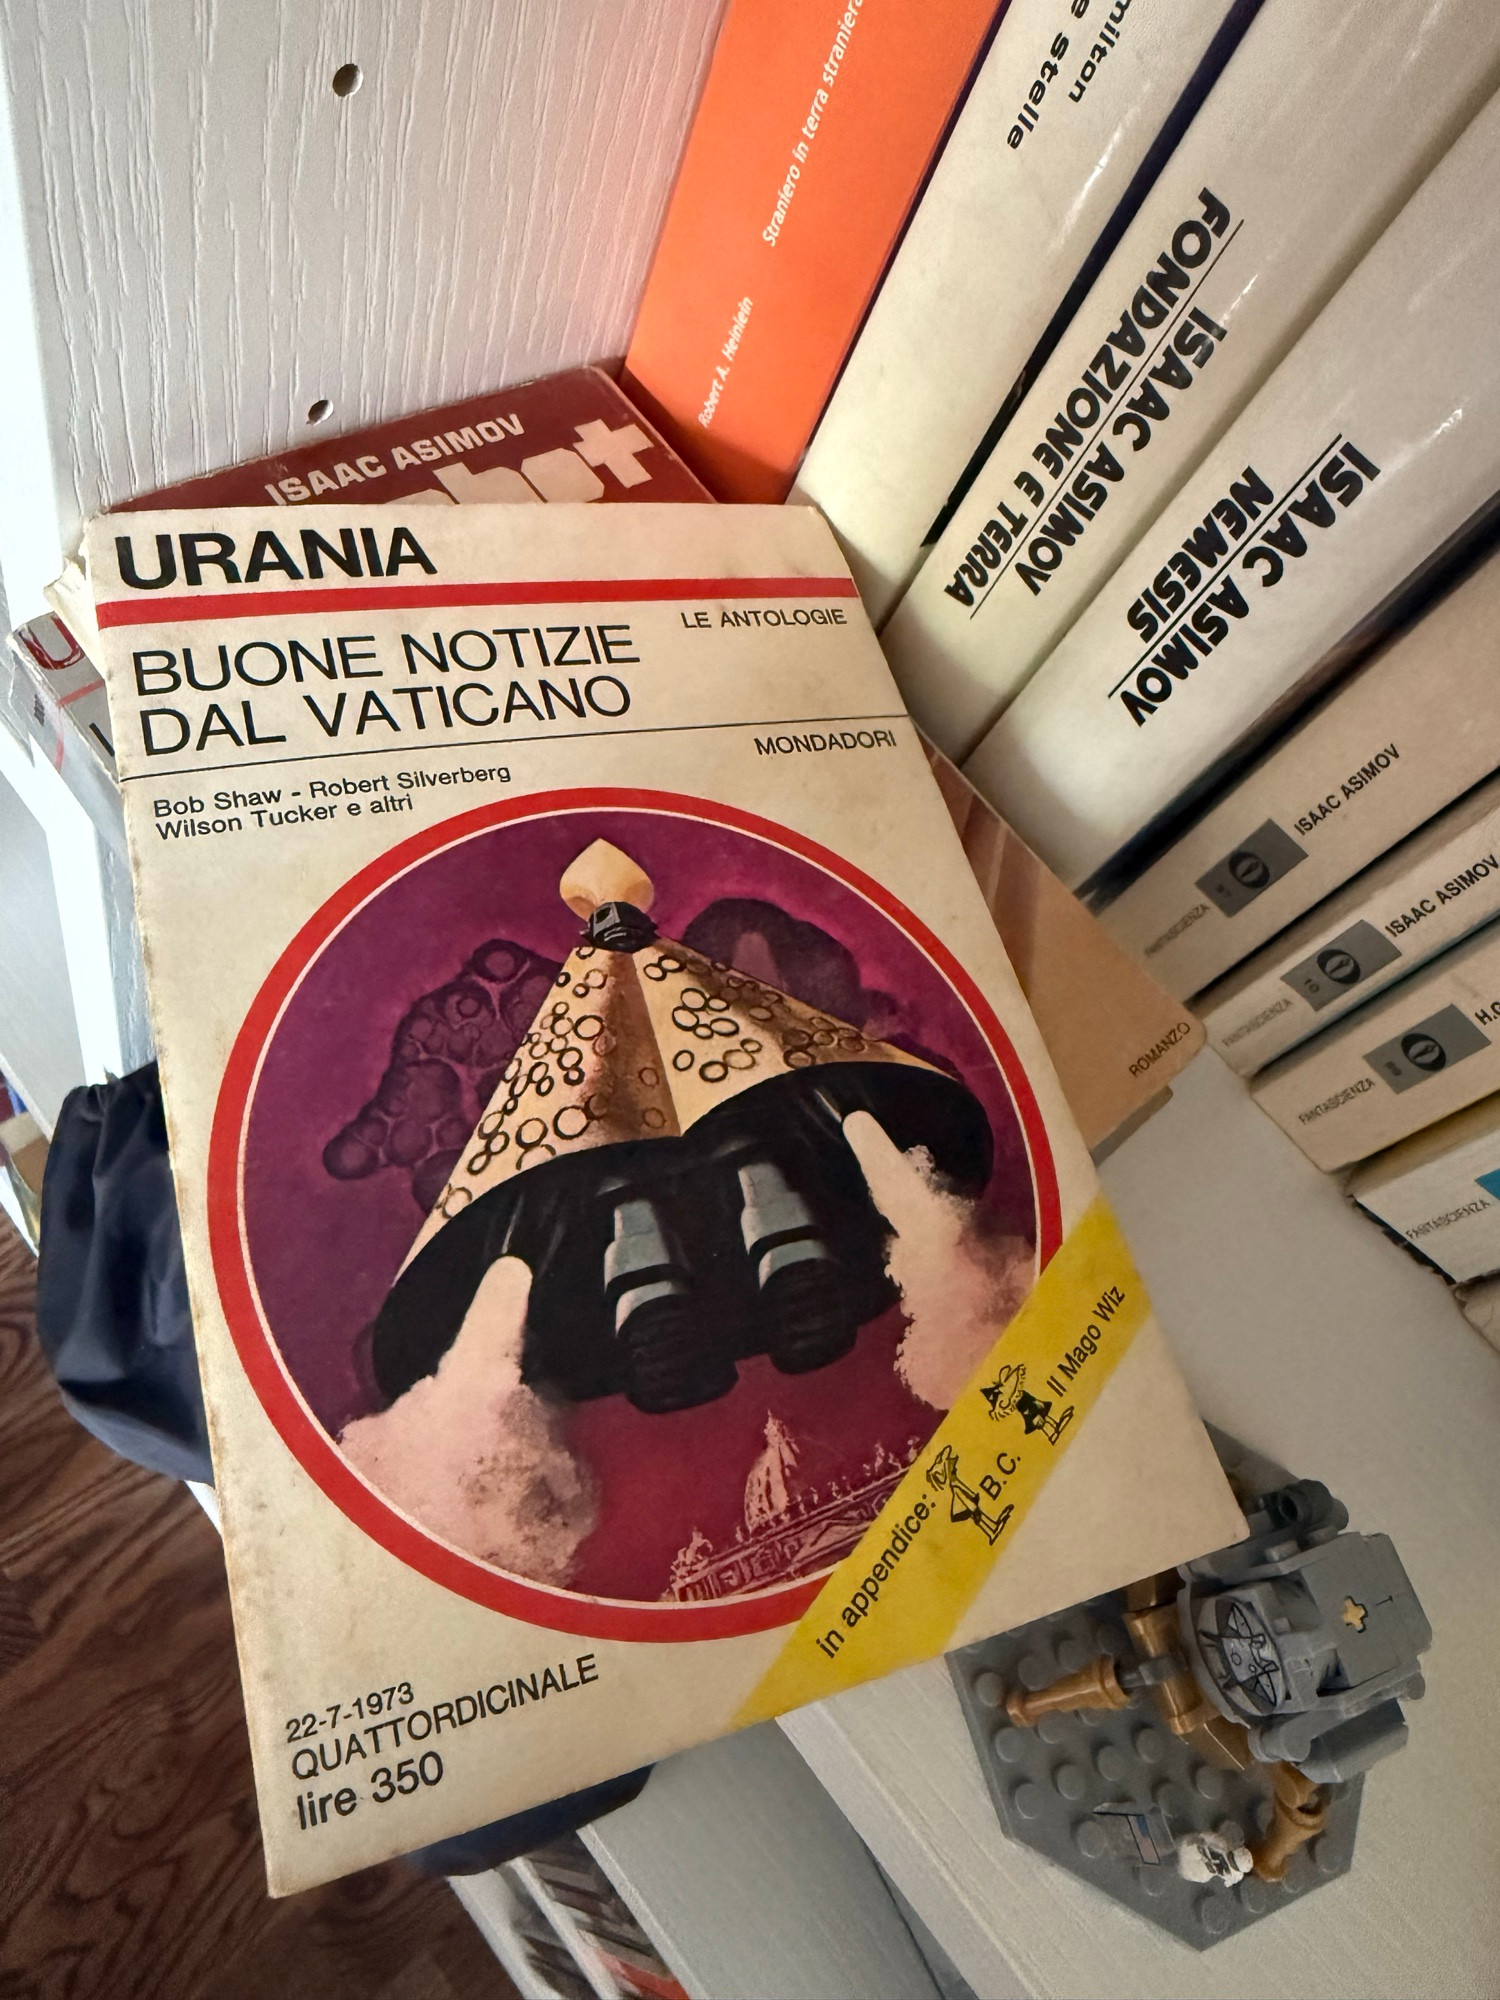 Straniero in terra straniera
Robert A. Heinlein
milton
e stelle
ISAAC ASIMOV
FONDAZIONE E TERRA
ISAAC ASIMOV
NEMESIS
ISAAC ASIMOV
FANTASCIENZA
ISAAC ASIMOV
FANTASCIENZA
FANTASCIENZA
FANTASCIENZA
ROMANZO
ISAAC ASIMOV
URANIA
LE ANTOLOGIE
BUONE NOTIZIE
DAL VATICANO
MONDADORI
Bob Shaw - Robert Silverberg
Wilson Tucker e altri
in appendice: B.C. Il Mago Wiz
22-7-1973
QUATTORDICINALE
lire 350